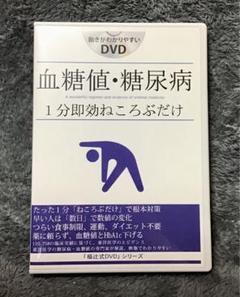 動きがわかりやすい
DVD
血糖値・糖尿病
１分即効ねころぶだけ
たった１分「ねころぶだけ」で根本対策
早い人は「数日」で数値の変化
つらい食事制限、運動、ダイエット不要
薬に頼らず、血糖値とHbA1c下げる
「福辻式DVD」シリーズ